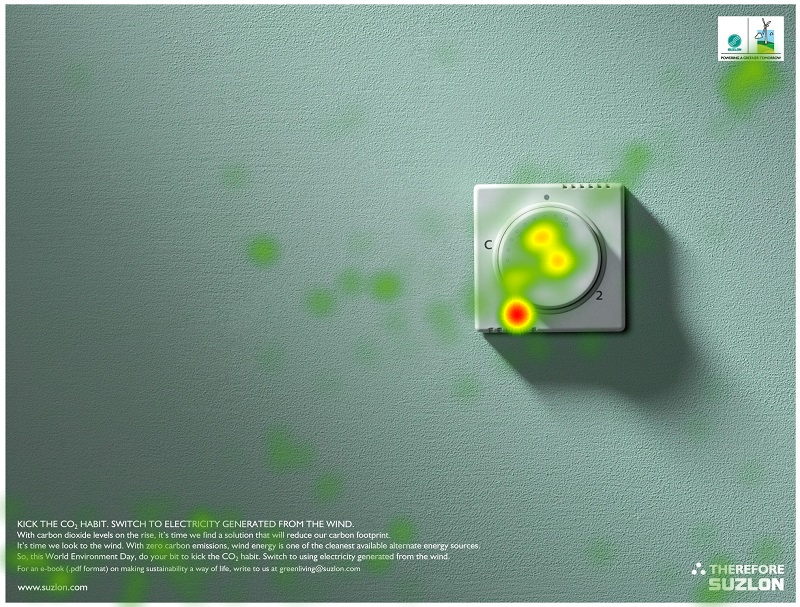 SUZLON
POWERING A GREENER TOMORROW
C
2
KICK THE CO₂ HABIT. SWITCH TO ELECTRICITY GENERATED FROM THE WIND.
With carbon dioxide levels on the rise, it's time we find a solution that will reduce our carbon footprint.
It's time we look to the wind. With zero carbon emissions, wind energy is one of the cleanest available alternate energy sources
So, this World Environment Day, do your bit to kick the CO₂ habit. Switch to using electricity generated from the wind.
For an e-book (.pdf format) on making sustainability a way of life, write to us at greenliving@suzlon.com
www.suzlon.com
THEREFORE
SUZLON